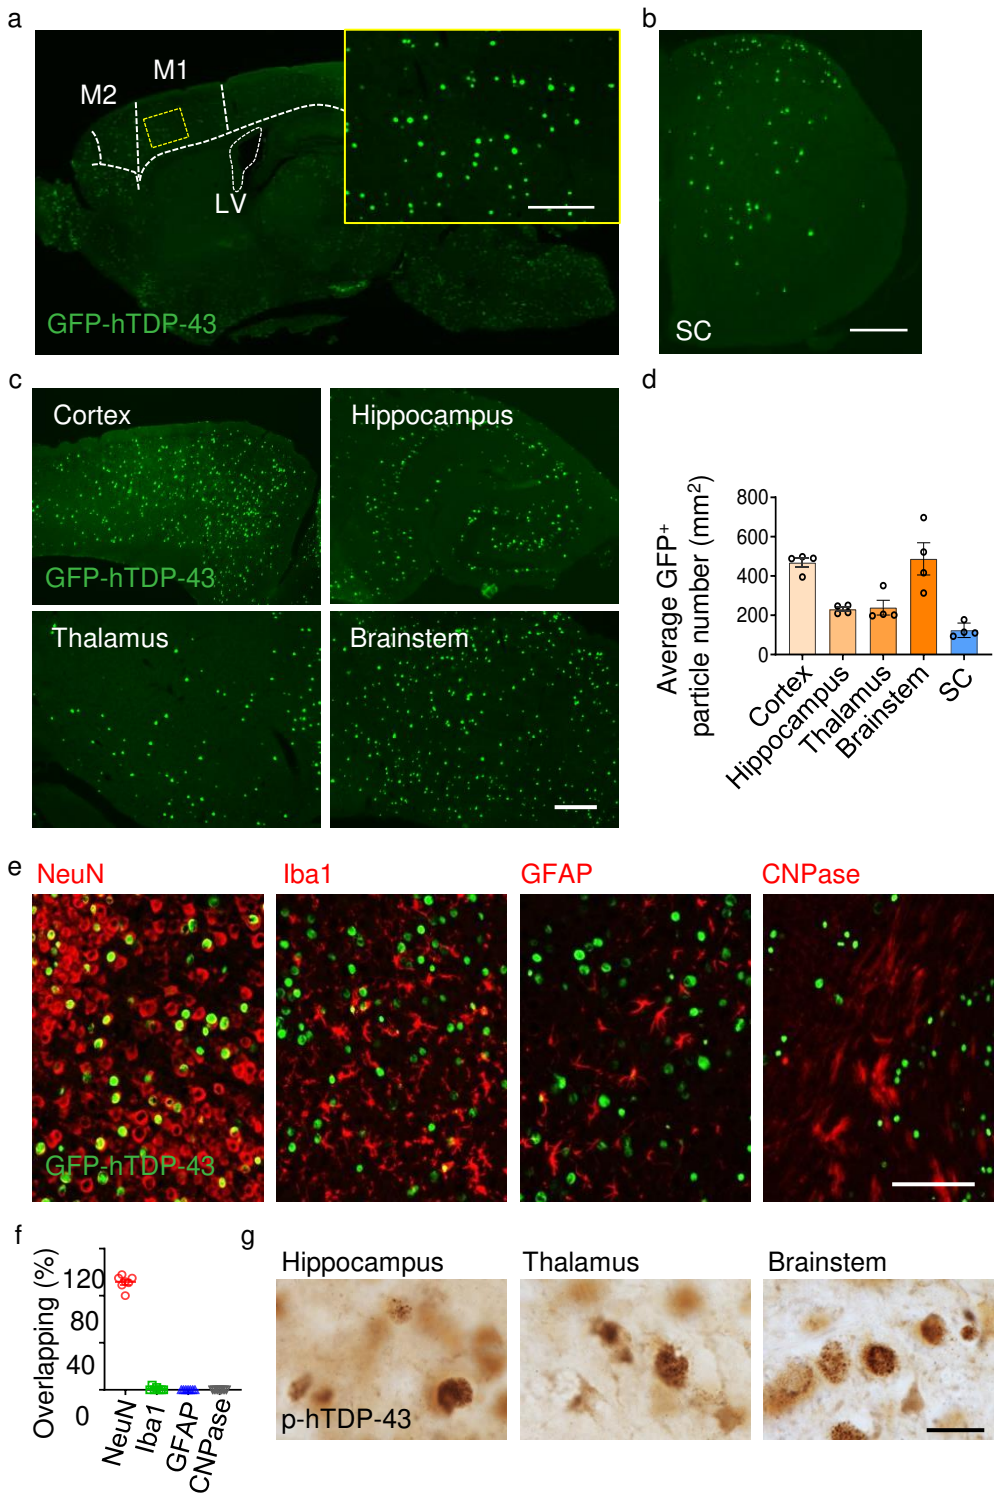 a
M2
M1
LV
GFP-hTDP-43
b
SC
c
Cortex
GFP-hTDP-43
Hippocampus
Thalamus
Brainstem
d
Average GFP+
particle number (mm2)
800
600
400
200
0
Cortex
Hippocampus
Thalamus
Brainstem
SC
e
NeuN
Iba1
GFAP
CNPase
GFP-hTDP-43
f
Overlapping (%)
120
80
40
0
NeuN
Iba1
GFAP
CNPase
g
Hippocampus
Thalamus
Brainstem
p-hTDP-43